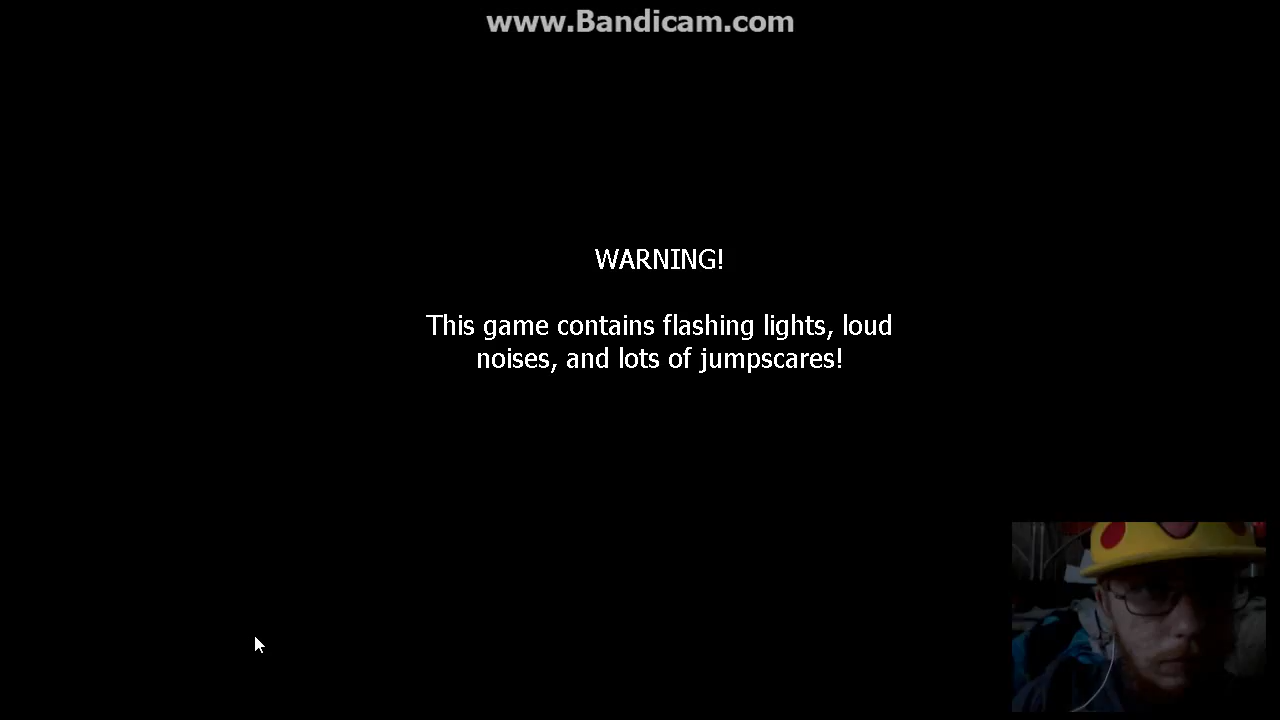 www.Bandicam.com
WARNING!
This game contains flashing lights, loud
noises, and lots of jumpscares!